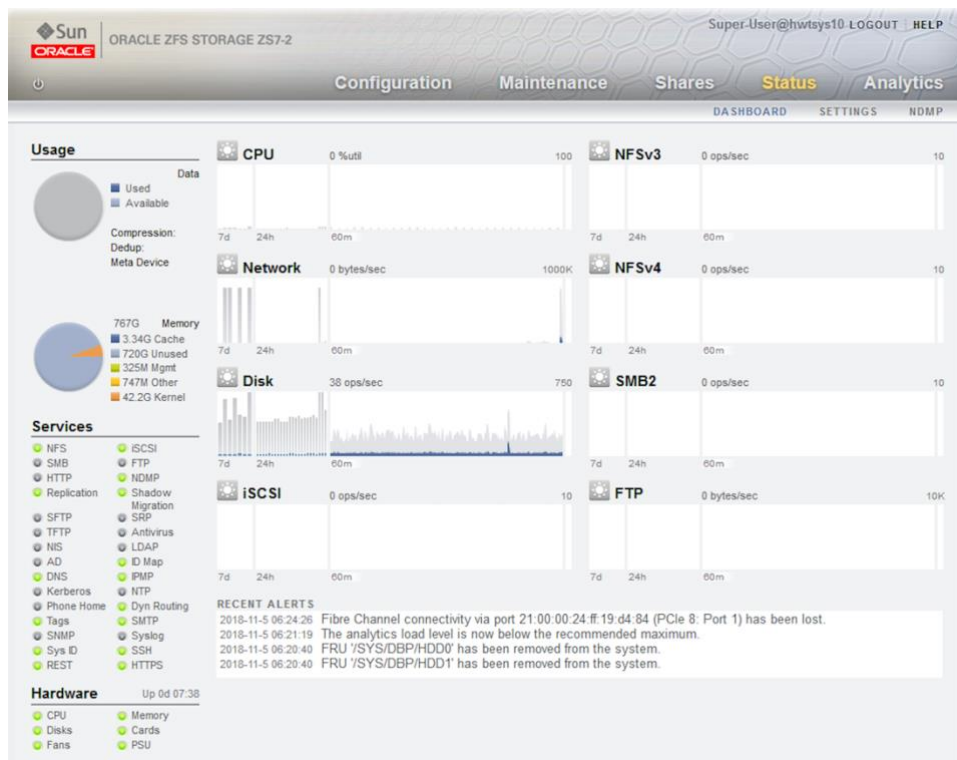 Sun
ORACLE
ORACLE ZFS STORAGE ZS7-2
Super-User@hwtsys10 LOGOUT HELP
Configuration Maintenance Shares Status Analytics
DASHBOARD SETTINGS NDMP
Usage
Data
Used
Available
Compression:
Dedup:
Meta Device
767G Memory
3.34G Cache
720G Unused
325M Mgmt
747M Other
42.2G Kernel
Services
NFS iSCSI
SMB FTP
HTTP NDMP
Replication Shadow Migration
SFTP SRP
TFTP Antivirus
NIS LDAP
AD ID Map
DNS IPMP
Kerberos NTP
Phone Home Dyn Routing
Tags SMTP
SNMP Syslog
Sys ID SSH
REST HTTPS
Hardware Up 0d 07:38
CPU Memory
Disks Cards
Fans PSU
CPU 0 %util 100
7d 24h 60m
NFSv3 0 ops/sec 10
7d 24h 60m
Network 0 bytes/sec 1000K
7d 24h 60m
NFSv4 0 ops/sec 10
7d 24h 60m
Disk 38 ops/sec 750
7d 24h 60m
SMB2 0 ops/sec 10
7d 24h 60m
iSCSI 0 ops/sec 10
7d 24h 60m
FTP 0 bytes/sec 10K
7d 24h 60m
RECENT ALERTS
2018-11-5 06:24:26 Fibre Channel connectivity via port 21:00:00:24:ff:19:d4:84 (PCIe 8: Port 1) has been lost.
2018-11-5 06:21:19 The analytics load level is now below the recommended maximum.
2018-11-5 06:20:40 FRU '/SYS/DBP/HDD0' has been removed from the system.
2018-11-5 06:20:40 FRU '/SYS/DBP/HDD1' has been removed from the system.